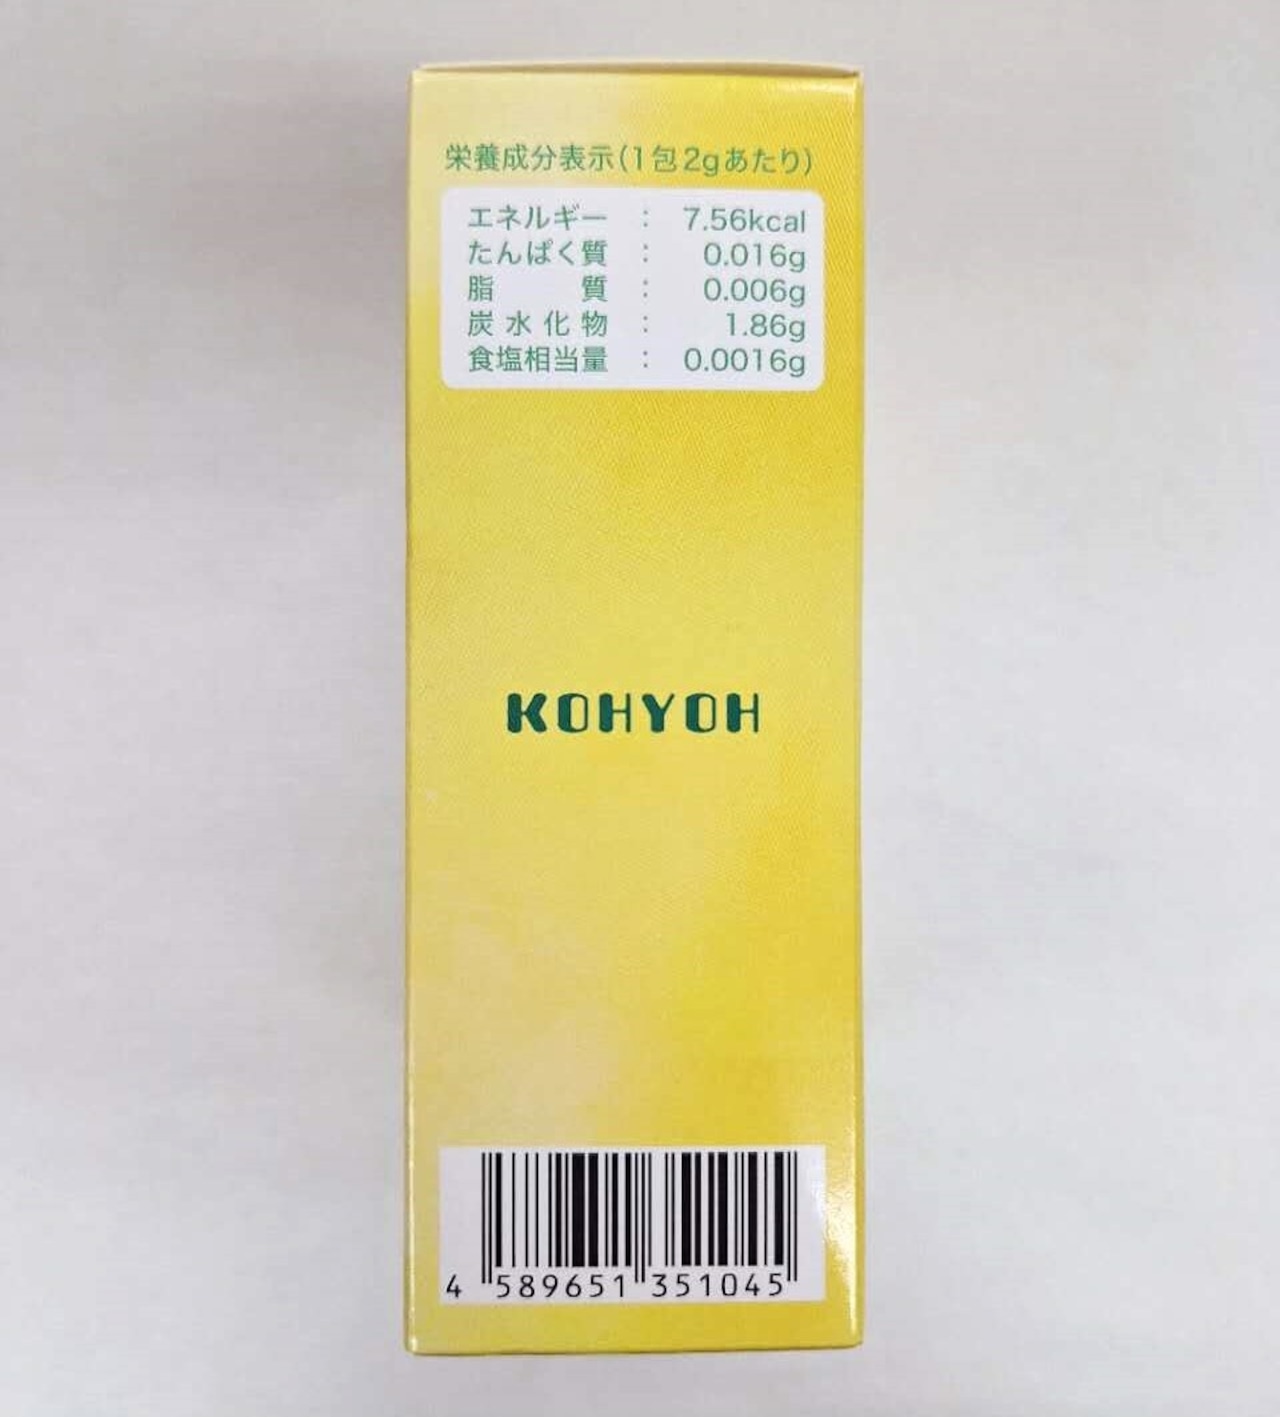 栄養成分表示(1包2gあたり)
エネルギー : 7.56kcal
たんぱく質 : 0.016g
脂質 : 0.006g
炭水化物 : 1.86g
食塩相当量 : 0.0016g
KOHYOH
4 589651 351045